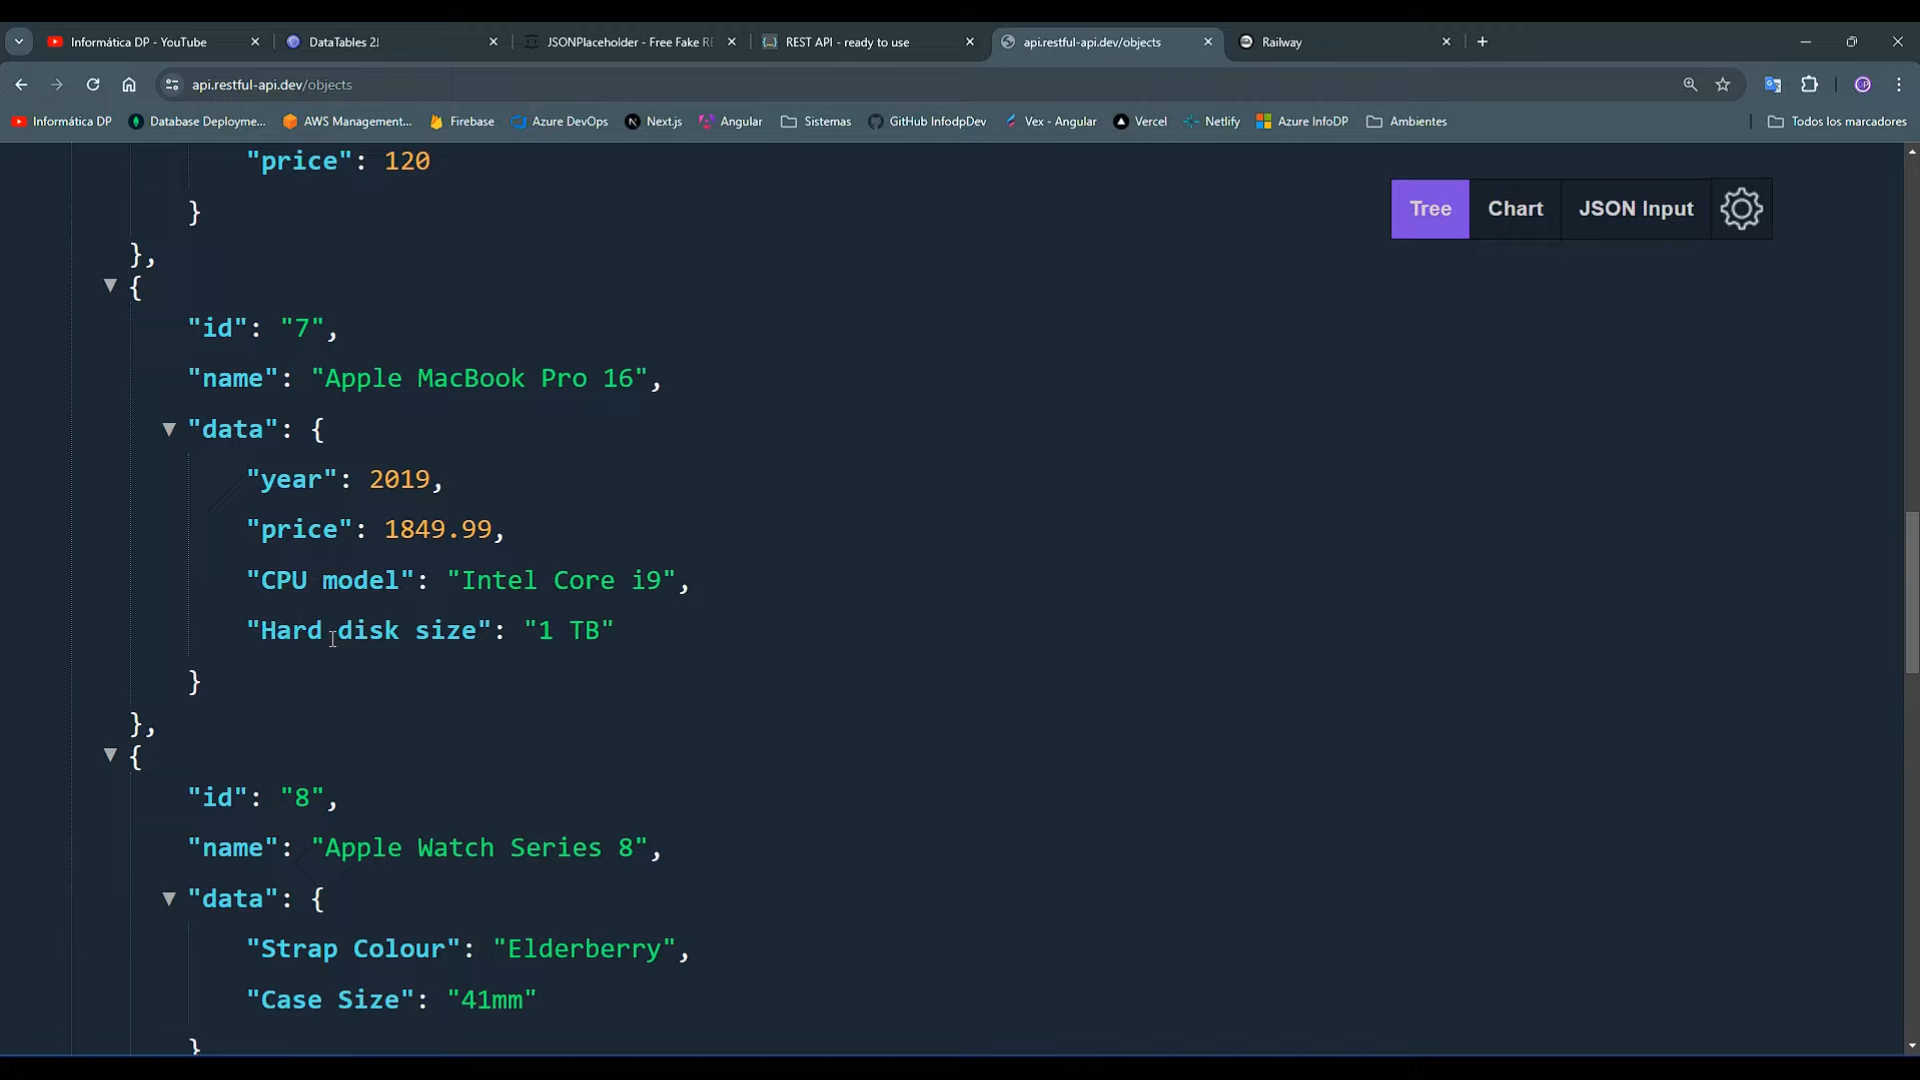 Informática DP - YouTube
DataTables 2!
JSONPlaceholder - Free Fake RE
REST API - ready to use
api.restful-api.dev/objects
Railway
api.restful-api.dev/objects
Informática DP
Database Deployme...
AWS Management...
Firebase
Azure DevOps
Next.js
Angular
Sistemas
GitHub InfodpDev
Vex - Angular
Vercel
Netlify
Azure InfoDP
Ambientes
Todos los marcadores
Tree
Chart
JSON Input
"price": 120
}
},
{
"id": "7",
"name": "Apple MacBook Pro 16",
"data": {
"year": 2019,
"price": 1849.99,
"CPU model": "Intel Core i9",
"Hard disk size": "1 TB"
}
},
{
"id": "8",
"name": "Apple Watch Series 8",
"data": {
"Strap Colour": "Elderberry",
"Case Size": "41mm"
}